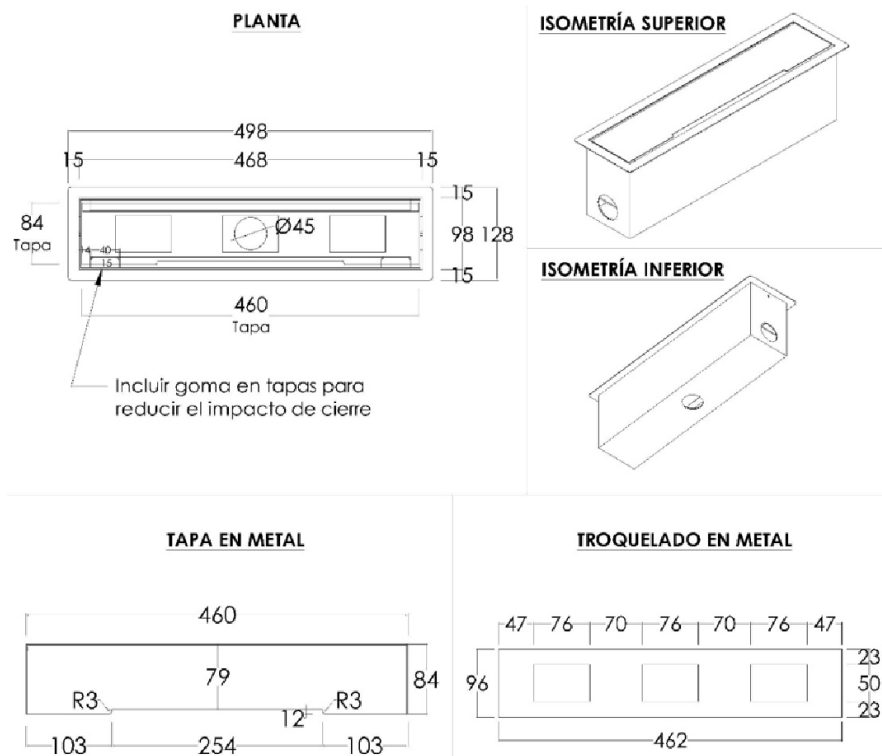 PLANTA
498
15 468 15
15
84
Tapa
Ø45
98 128
4 40
15
15
460
Tapa
Incluir goma en tapas para
reducir el impacto de cierre
ISOMETRÍA SUPERIOR
ISOMETRÍA INFERIOR
TAPA EN METAL
460
79
84
R3
R3
12
103 254 103
TROQUELADO EN METAL
47 76 70 76 70 76 47
23
96
50
23
462